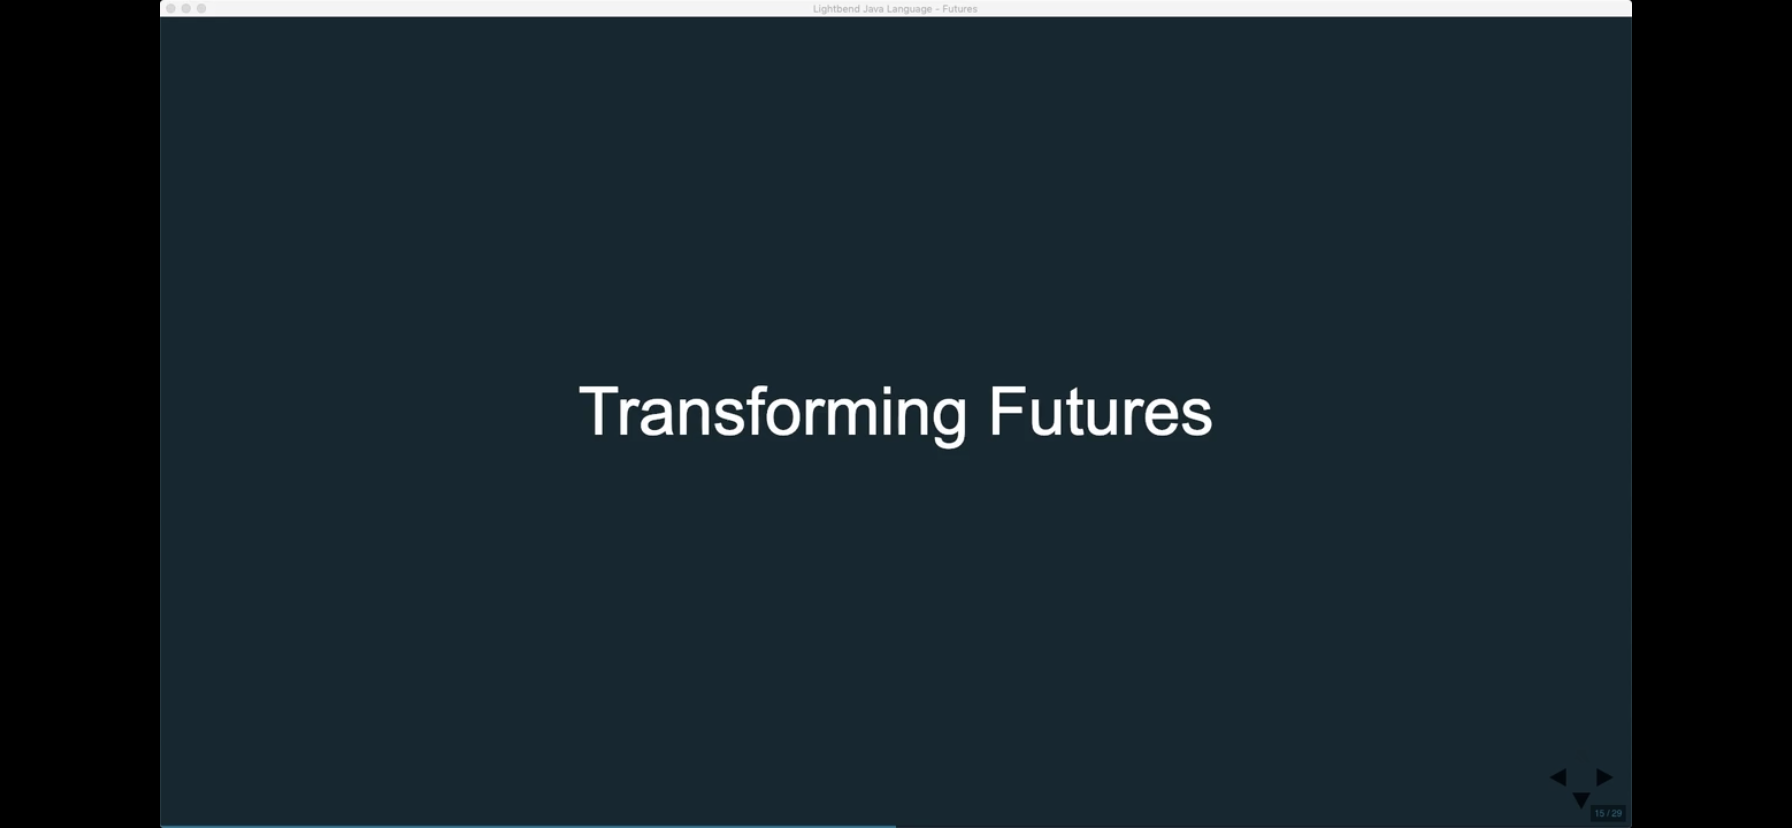 Lightbend Java Language - Futures
Transforming Futures
15 / 29